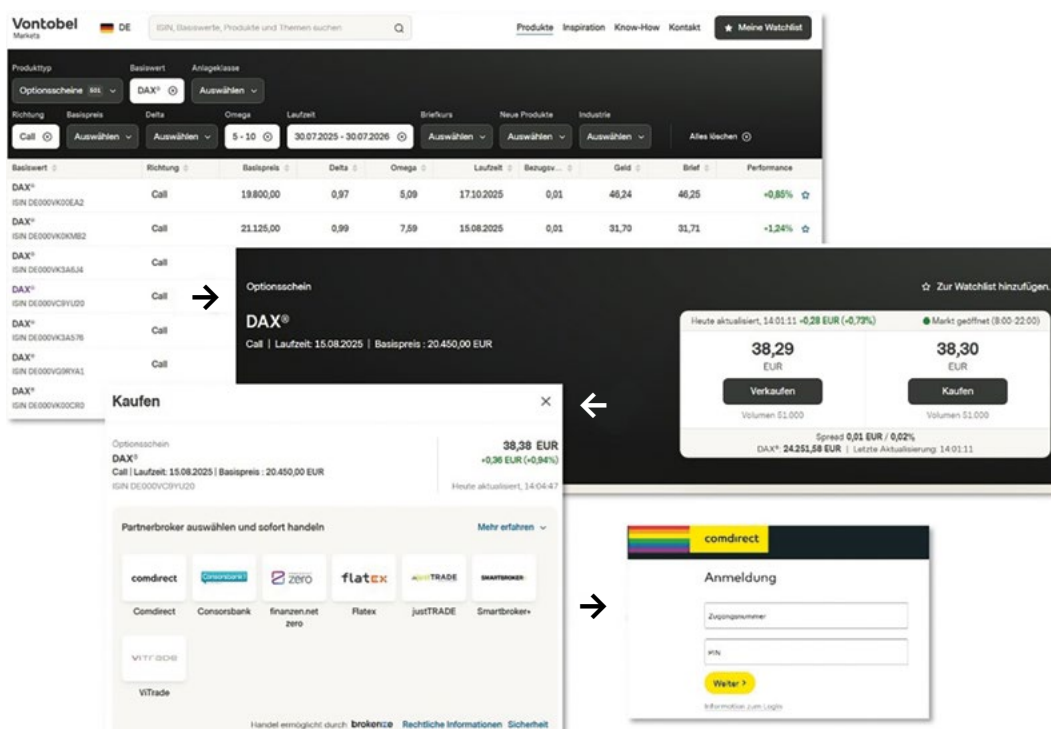 Vontobel
Markets
DE
ISIN, Basiswerte, Produkte und Themen suchen
Produkte Inspiration Know-How Kontakt
Meine Watchlist
Produkttyp Basiswert Anlageklasse
Optionsscheine 501 DAX® Auswählen
Richtung Basispreis Delta Omega Laufzeit Briefkurs Neue Produkte Industrie
Call Auswählen Auswählen 5 - 10 30.07.2025 - 30.07.2026 Auswählen Auswählen Auswählen Alles löschen
Basiswert Richtung Basispreis Delta Omega Laufzeit Bezugsv... Geld Brief Performance
DAX®
ISIN DE000VK00EA2
Call 19.800,00 0,97 5,09 17.10.2025 0,01 46,24 46,25 +0,85%
DAX®
ISIN DE000VK0KMB2
Call 21.125,00 0,99 7,59 15.08.2025 0,01 31,70 31,71 +1,24%
DAX®
ISIN DE000VK3A6J4
Call
DAX®
ISIN DE000VC9YU20
Call
DAX®
ISIN DE000VK3A576
Call
DAX®
ISIN DE000VG9RYA1
Call
DAX®
ISIN DE000VK00CR0
Optionsschein
Zur Watchlist hinzufügen.
DAX®
Call | Laufzeit: 15.08.2025 | Basispreis : 20.450,00 EUR
Heute aktualisiert, 14:01:11 +0,28 EUR (+0,73%)
Markt geöffnet (8:00-22:00)
38,29 38,30
EUR EUR
Verkaufen Kaufen
Volumen 51.000 Volumen 51.000
Spread 0,01 EUR / 0,02%
DAX®: 24.251,58 EUR | Letzte Aktualisierung: 14:01:11
Kaufen
Optionsschein
DAX®
Call | Laufzeit: 15.08.2025 | Basispreis : 20.450,00 EUR
ISIN DE000VC9YU20
38,38 EUR
+0,36 EUR (+0,94%)
Heute aktualisiert, 14:04:47
Partnerbroker auswählen und sofort handeln
Mehr erfahren
comdirect Consorsbank zero flatex JUSTTRADE SMARTBROKER+
Comdirect Consorsbank finanzen.net zero Flatex justTRADE Smartbroker+
ViTRADE
ViTrade
Handel ermöglicht durch brokerize Rechtliche Informationen Sicherheit
comdirect
Anmeldung
Zugangsnummer
PIN
Weiter
Information zum Login